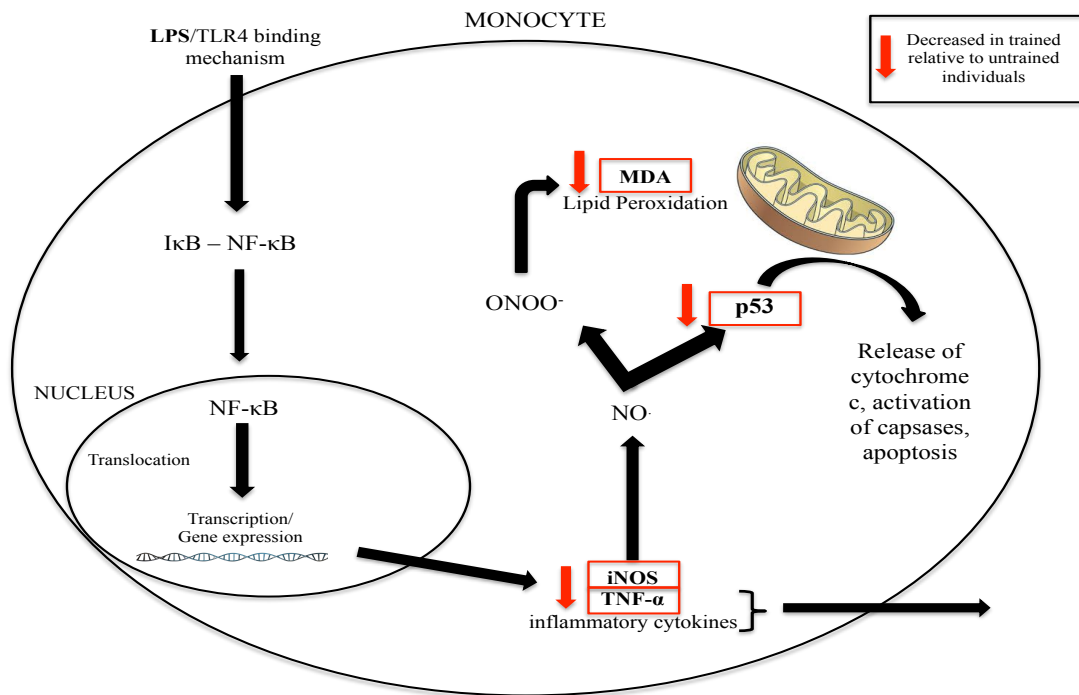 MONOCYTE
LPS/TLR4 binding
mechanism
Decreased in trained
relative to untrained
individuals
MDA
Lipid Peroxidation
IκB – NF-κB
ONOO-
p53
Release of
cytochrome
c, activation
of capsases,
apoptosis
NUCLEUS
NF-κB
NO·
Translocation
Transcription/
Gene expression
iNOS
TNF-α
inflammatory cytokines